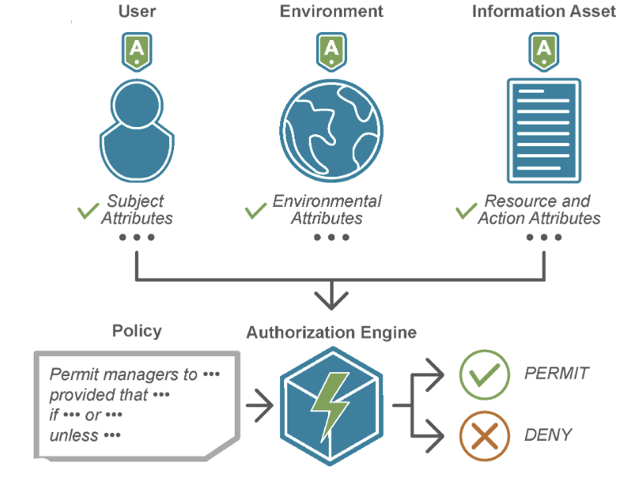 User
Environment
Information Asset
A
A
A
Subject
Attributes
•••
Environmental
Attributes
•••
Resource and
Action Attributes
•••
Policy
Authorization Engine
Permit managers to •••
provided that •••
if ••• or •••
unless •••
PERMIT
DENY